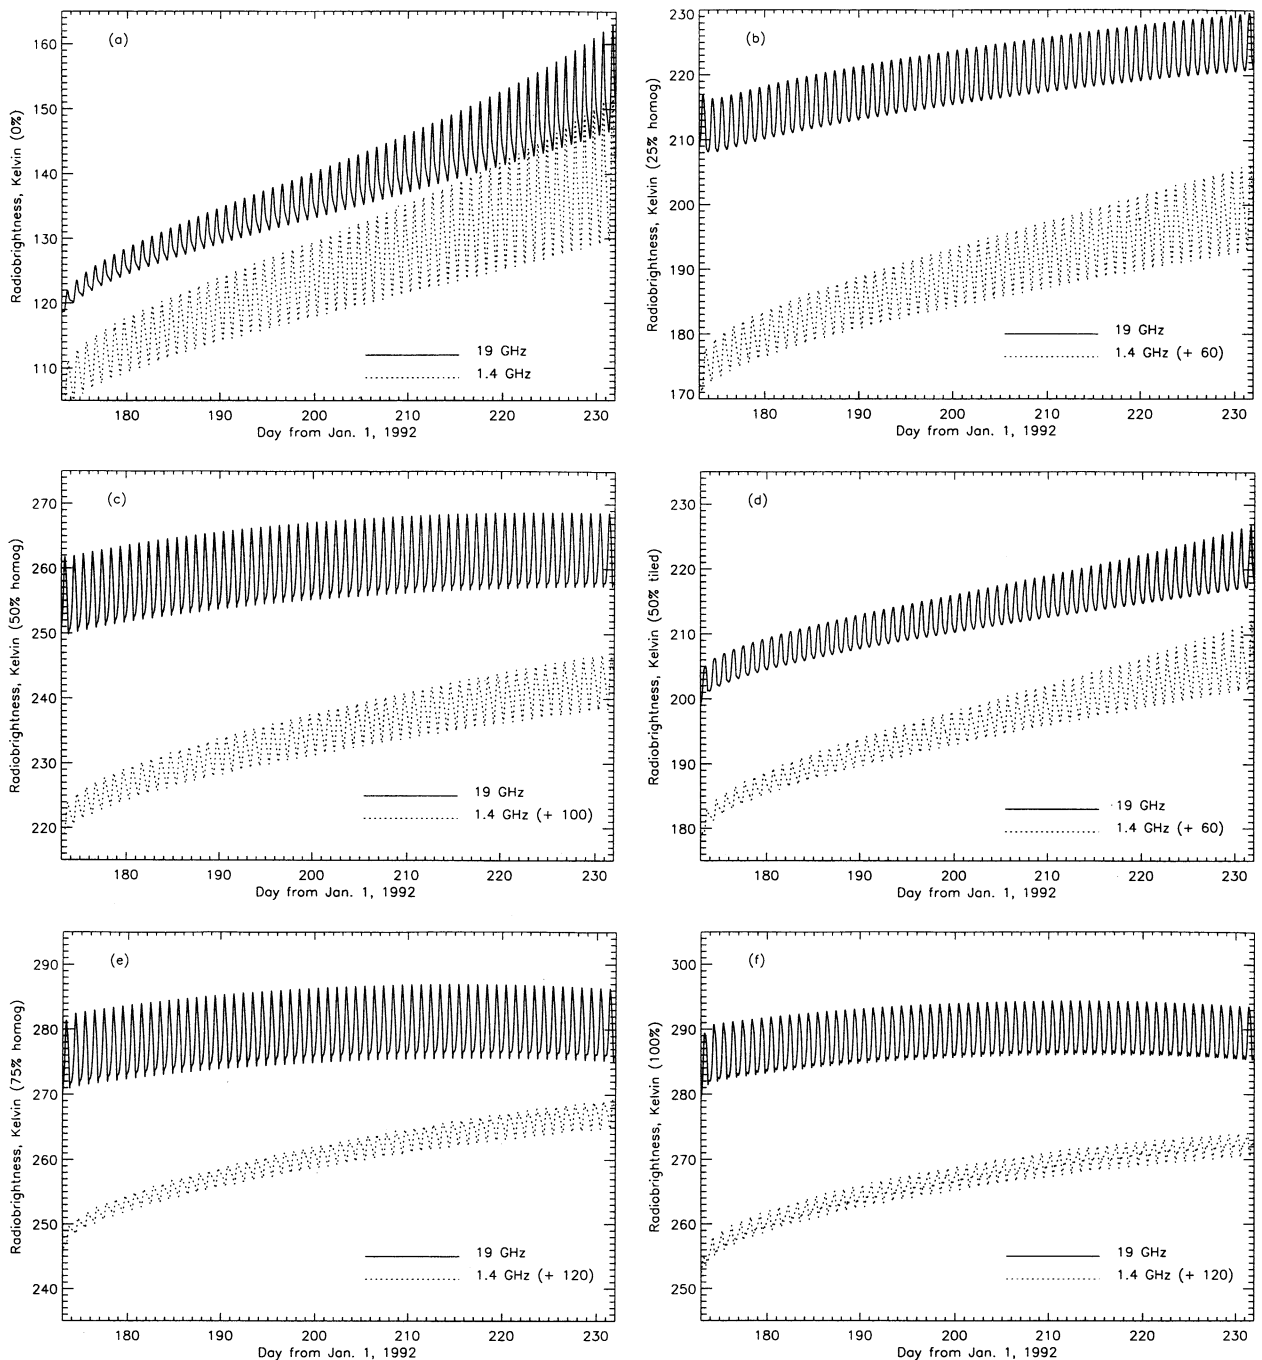 (a)
Radiobrightness, Kelvin (0%)
160
150
140
130
120
110
19 GHz
1.4 GHz
180 190 200 210 220 230
Day from Jan. 1, 1992
(b)
Radiobrightness, Kelvin (25% homog)
230
220
210
200
190
180
170
19 GHz
1.4 GHz (+ 60)
180 190 200 210 220 230
Day from Jan. 1, 1992
(c)
Radiobrightness, Kelvin (50% homog)
270
260
250
240
230
220
19 GHz
1.4 GHz (+ 100)
180 190 200 210 220 230
Day from Jan. 1, 1992
(d)
Radiobrightness, Kelvin (50% tiled)
230
220
210
200
190
180
19 GHz
1.4 GHz (+ 60)
180 190 200 210 220 230
Day from Jan. 1, 1992
(e)
Radiobrightness, Kelvin (75% homog)
290
280
270
260
250
240
19 GHz
1.4 GHz (+ 120)
180 190 200 210 220 230
Day from Jan. 1, 1992
(f)
Radiobrightness, Kelvin (100%)
300
290
280
270
260
250
19 GHz
1.4 GHz (+ 120)
180 190 200 210 220 230
Day from Jan. 1, 1992